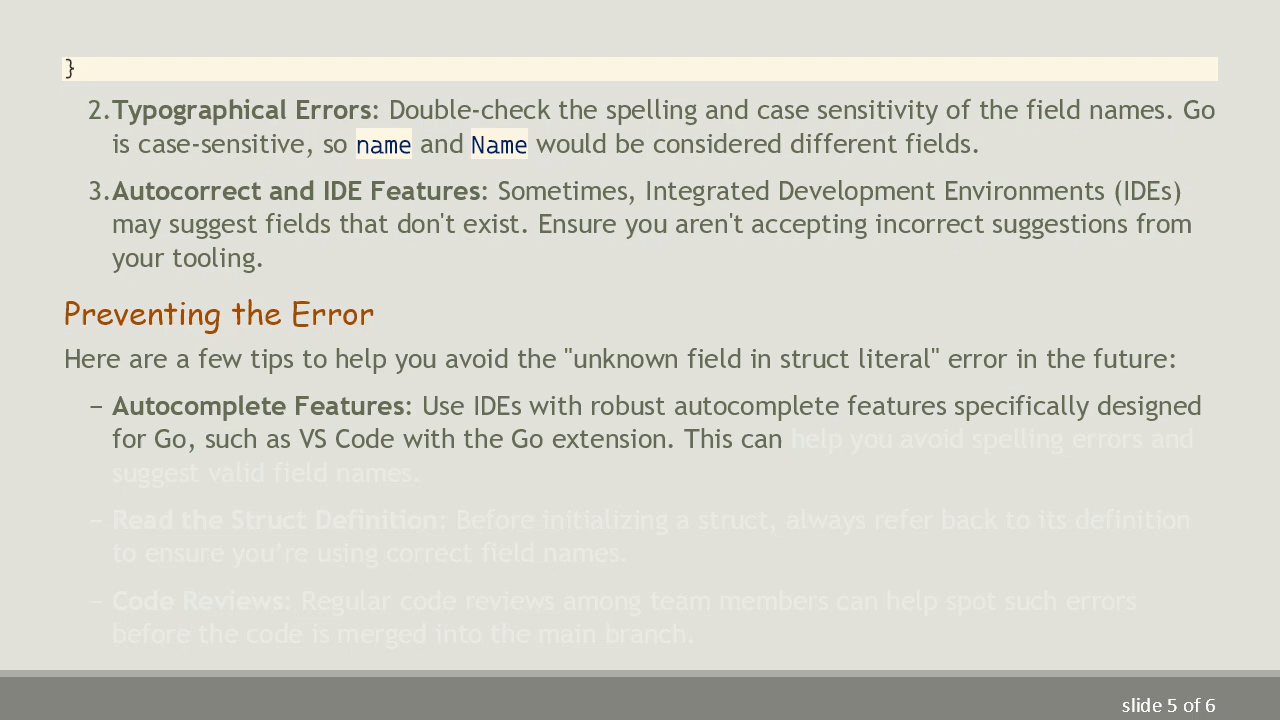 }
2.Typographical Errors: Double-check the spelling and case sensitivity of the field names. Go
is case-sensitive, so name and Name would be considered different fields.
3.Autocorrect and IDE Features: Sometimes, Integrated Development Environments (IDEs)
may suggest fields that don't exist. Ensure you aren't accepting incorrect suggestions from
your tooling.
Preventing the Error
Here are a few tips to help you avoid the "unknown field in struct literal" error in the future:
– Autocomplete Features: Use IDEs with robust autocomplete features specifically designed
for Go, such as VS Code with the Go extension. This can help you avoid spelling errors and
suggest valid field names.
– Read the Struct Definition: Before initializing a struct, always refer back to its definition
to ensure you're using correct field names.
– Code Reviews: Regular code reviews among team members can help spot such errors
before the code is merged into the main branch.
slide 5 of 6